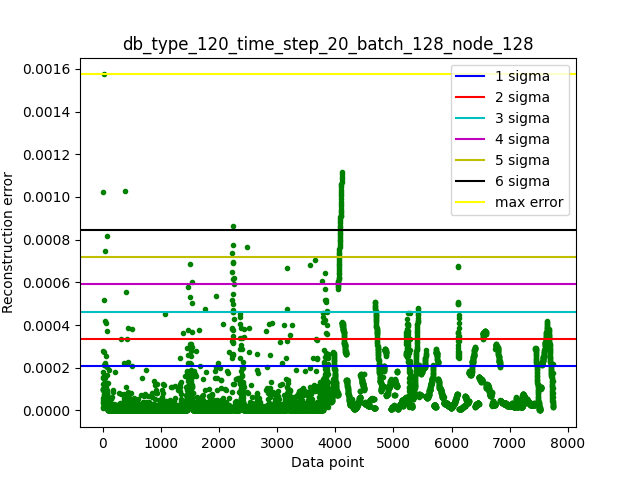 db_type_120_time_step_20_batch_128_node_128
Reconstruction error
0.0016
0.0014
0.0012
0.0010
0.0008
0.0006
0.0004
0.0002
0.0000
1 sigma
2 sigma
3 sigma
4 sigma
5 sigma
6 sigma
max error
0 1000 2000 3000 4000 5000 6000 7000 8000
Data point